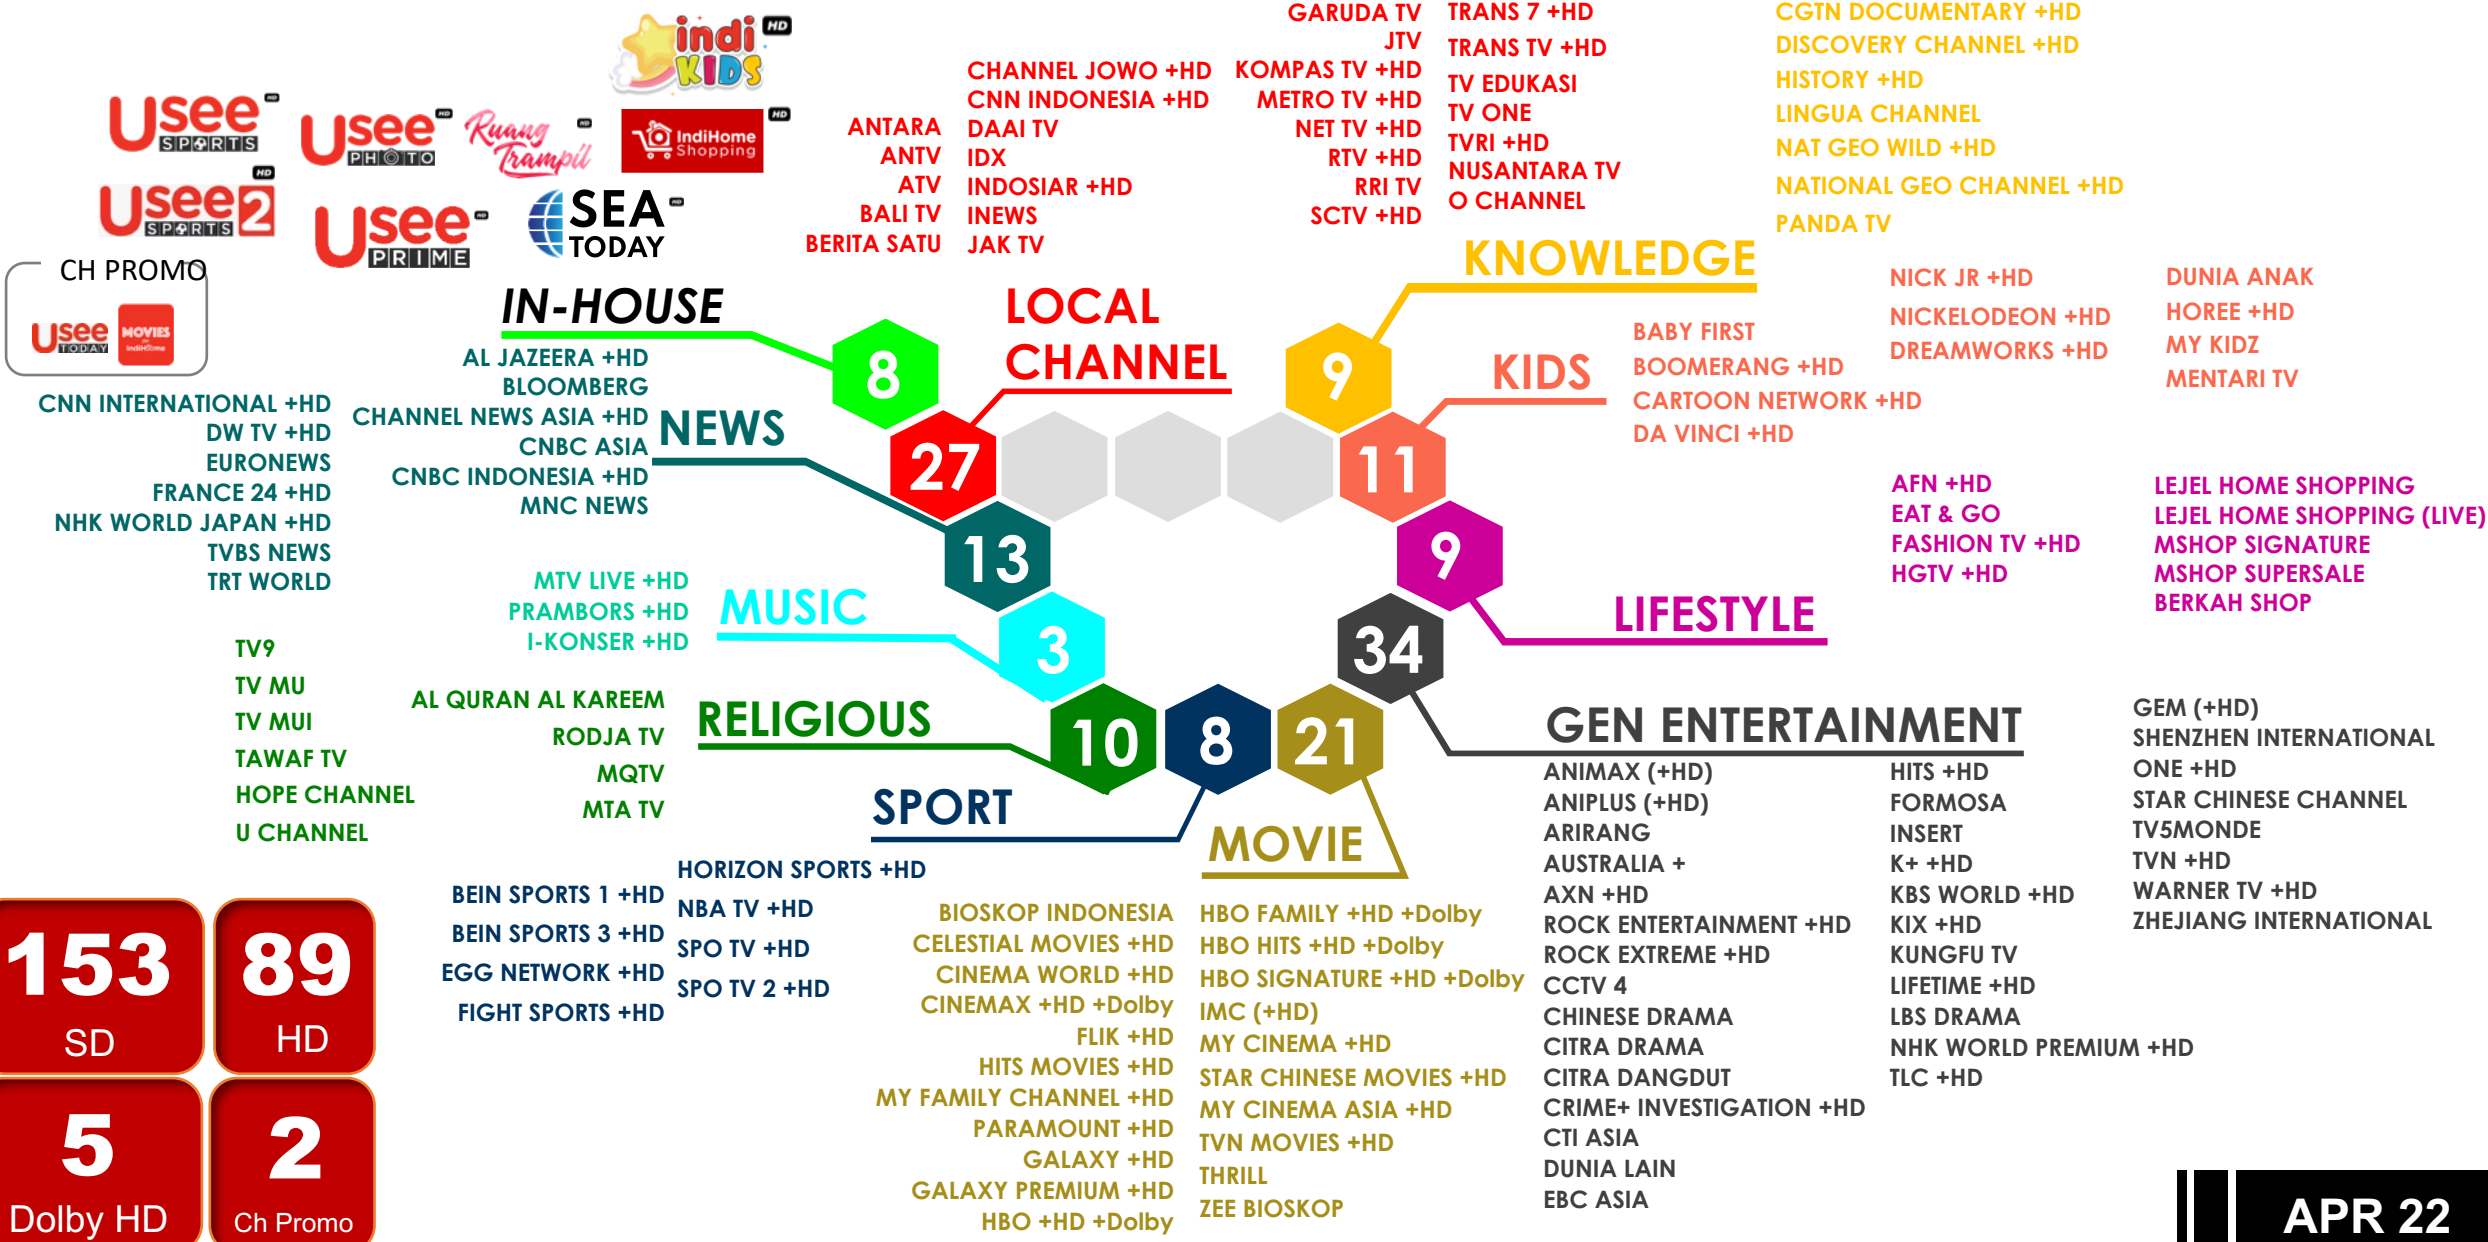 indi HD
KIDS
Usee HD
SPORTS
Usee HD
PHOTO
Ruang HD
Trampil
IndiHome HD
Shopping
Usee2 HD
SPORTS
Usee HD
PRIME
SEA HD
TODAY
CH PROMO
Usee
TODAY
MOVIES
IndiHome
IN-HOUSE
8
ANTARA
ANTV
ATV
BALI TV
BERITA SATU
CHANNEL JOWO +HD
CNN INDONESIA +HD
DAAI TV
IDX
INDOSIAR +HD
INEWS
JAK TV
GARUDA TV
JTV
KOMPAS TV +HD
METRO TV +HD
NET TV +HD
RTV +HD
RRI TV
SCTV +HD
TRANS 7 +HD
TRANS TV +HD
TV EDUKASI
TV ONE
TVRI +HD
NUSANTARA TV
O CHANNEL
LOCAL
CHANNEL
27
CGTN DOCUMENTARY +HD
DISCOVERY CHANNEL +HD
HISTORY +HD
LINGUA CHANNEL
NAT GEO WILD +HD
NATIONAL GEO CHANNEL +HD
PANDA TV
KNOWLEDGE
9
KIDS
11
BABY FIRST
BOOMERANG +HD
CARTOON NETWORK +HD
DA VINCI +HD
NICK JR +HD
NICKELODEON +HD
DREAMWORKS +HD
DUNIA ANAK
HOREE +HD
MY KIDZ
MENTARI TV
AL JAZEERA +HD
BLOOMBERG
CHANNEL NEWS ASIA +HD
CNBC ASIA
CNBC INDONESIA +HD
MNC NEWS
CNN INTERNATIONAL +HD
DW TV +HD
EURONEWS
FRANCE 24 +HD
NHK WORLD JAPAN +HD
TVBS NEWS
TRT WORLD
NEWS
13
AFN +HD
EAT & GO
FASHION TV +HD
HGTV +HD
LEJEL HOME SHOPPING
LEJEL HOME SHOPPING (LIVE)
MSHOP SIGNATURE
MSHOP SUPERSALE
BERKAH SHOP
LIFESTYLE
9
MTV LIVE +HD
PRAMBORS +HD
I-KONSER +HD
MUSIC
3
TV9
TV MU
TV MUI
TAWAF TV
HOPE CHANNEL
U CHANNEL
AL QURAN AL KAREEM
RODJA TV
MQTV
MTA TV
RELIGIOUS
10
SPORT
8
BEIN SPORTS 1 +HD
BEIN SPORTS 3 +HD
EGG NETWORK +HD
FIGHT SPORTS +HD
HORIZON SPORTS +HD
NBA TV +HD
SPO TV +HD
SPO TV 2 +HD
MOVIE
21
BIOSKOP INDONESIA
CELESTIAL MOVIES +HD
CINEMA WORLD +HD
CINEMAX +HD +Dolby
FLIK +HD
HITS MOVIES +HD
MY FAMILY CHANNEL +HD
PARAMOUNT +HD
GALAXY +HD
GALAXY PREMIUM +HD
HBO +HD +Dolby
HBO FAMILY +HD +Dolby
HBO HITS +HD +Dolby
HBO SIGNATURE +HD +Dolby
IMC (+HD)
MY CINEMA +HD
STAR CHINESE MOVIES +HD
MY CINEMA ASIA +HD
TVN MOVIES +HD
THRILL
ZEE BIOSKOP
34
GEN ENTERTAINMENT
ANIMAX (+HD)
ANIPLUS (+HD)
ARIRANG
AUSTRALIA +
AXN +HD
ROCK ENTERTAINMENT +HD
ROCK EXTREME +HD
CCTV 4
CHINESE DRAMA
CITRA DRAMA
CITRA DANGDUT
CRIME+ INVESTIGATION +HD
CTI ASIA
DUNIA LAIN
EBC ASIA
HITS +HD
FORMOSA
INSERT
K+ +HD
KBS WORLD +HD
KIX +HD
KUNGFU TV
LIFETIME +HD
LBS DRAMA
NHK WORLD PREMIUM +HD
TLC +HD
GEM (+HD)
SHENZHEN INTERNATIONAL
ONE +HD
STAR CHINESE CHANNEL
TV5MONDE
TVN +HD
WARNER TV +HD
ZHEJIANG INTERNATIONAL
153
SD
89
HD
5
Dolby HD
2
Ch Promo
APR 22